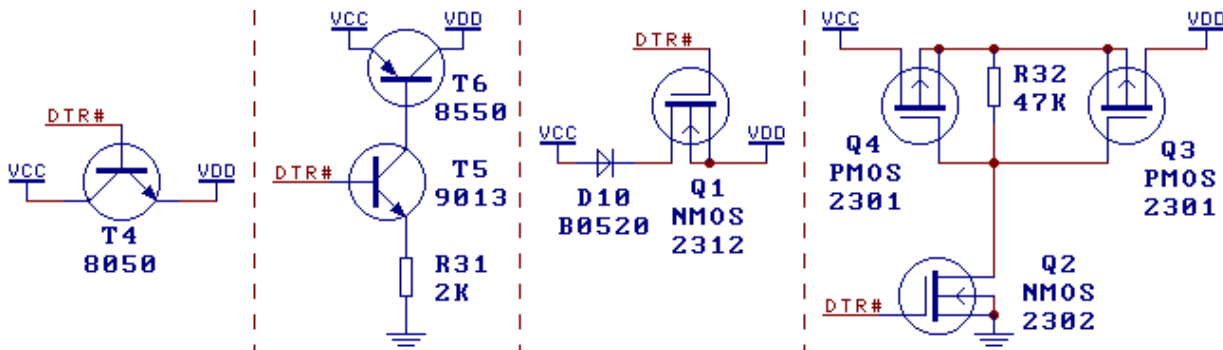 DTR#
VCC
VDD
T4
8050
VCC
VDD
T6
8550
DTR#
T5
9013
R31
2K
DTR#
VCC
VDD
D10
B0520
Q1
NMOS
2312
VCC
VDD
R32
47K
Q4
PMOS
2301
Q3
PMOS
2301
DTR#
Q2
NMOS
2302